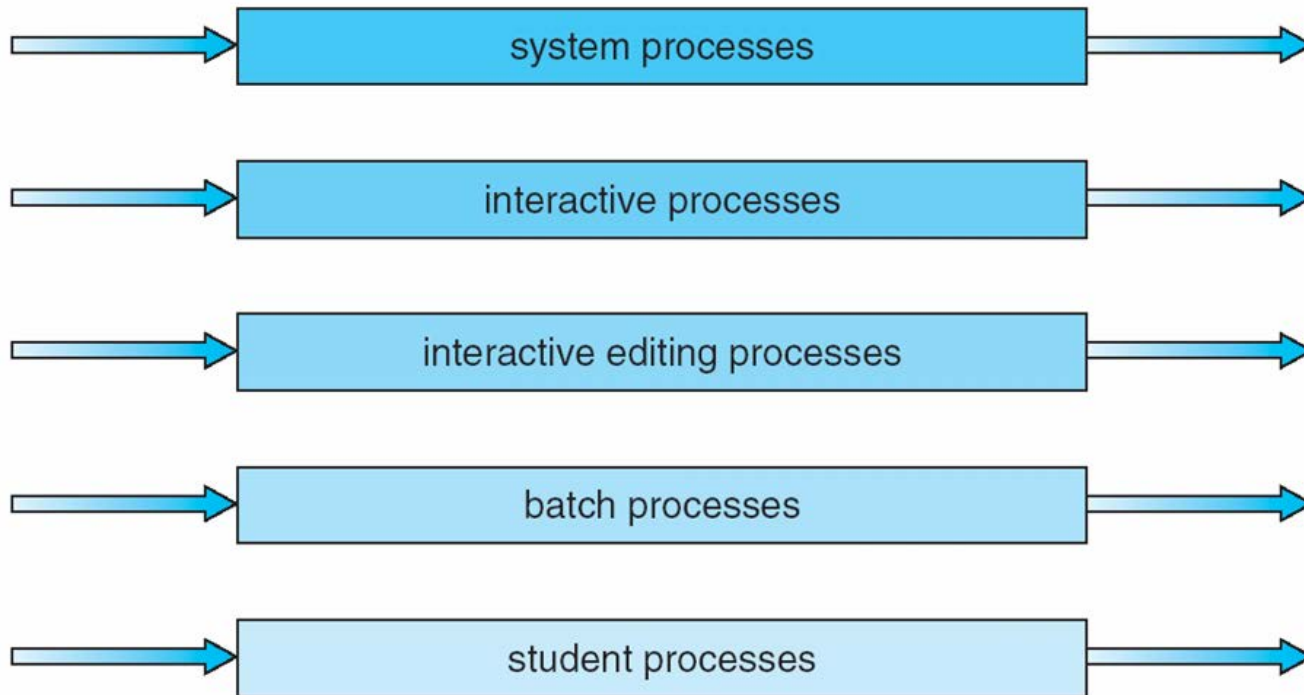 system processes
interactive processes
interactive editing processes
batch processes
student processes